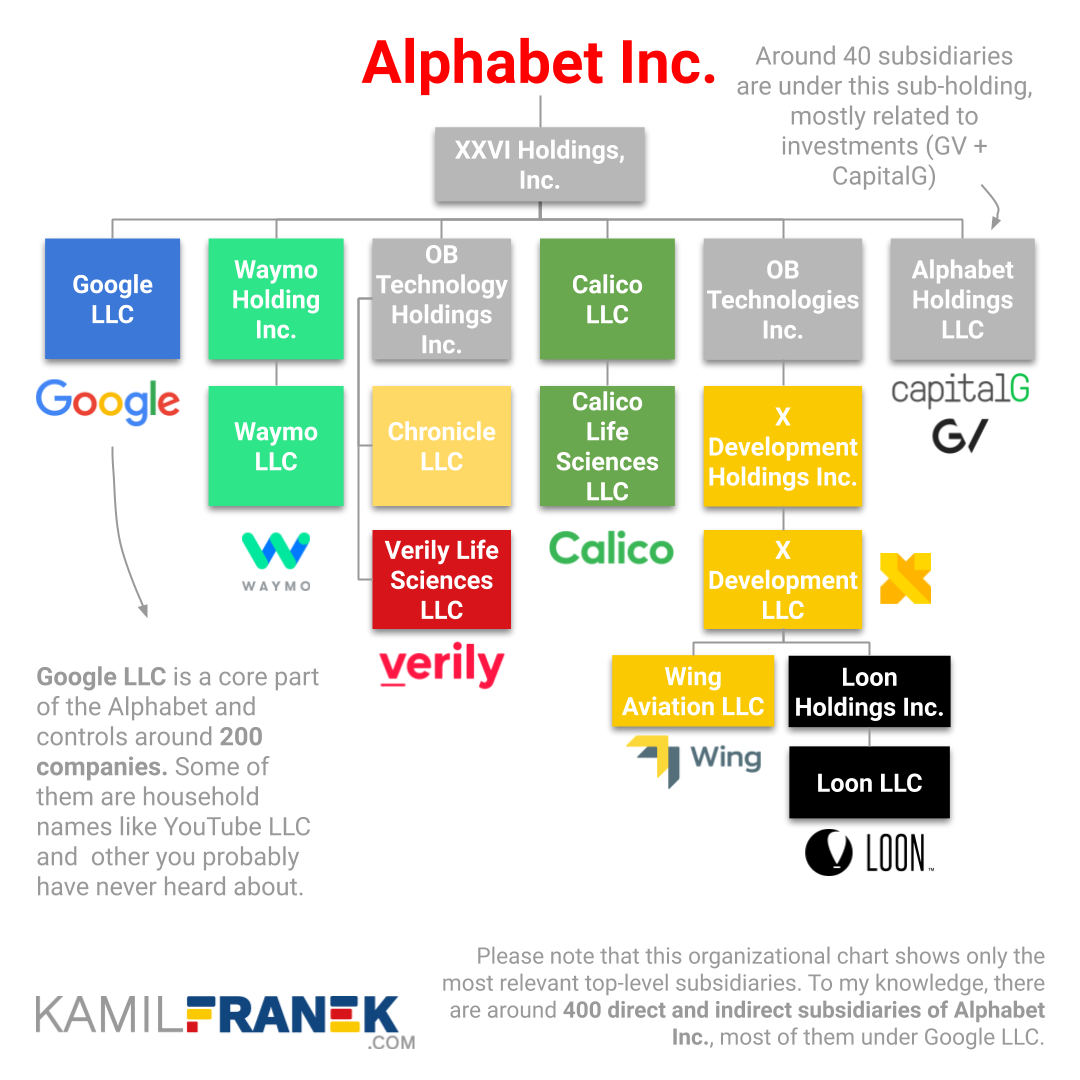 Alphabet Inc.
Around 40 subsidiaries
are under this sub-holding,
mostly related to
investments (GV +
CapitalG)
XXVI Holdings,
Inc.
Google
LLC
Waymo
Holding
Inc.
OB
Technology
Holdings
Inc.
Calico
LLC
OB
Technologies
Inc.
Alphabet
Holdings
LLC
Google
capitalG
GV
Waymo
LLC
Chronicle
LLC
Calico
Life
Sciences
LLC
X
Development
Holdings Inc.
WAYMO
Verily Life
Sciences
LLC
Calico
X
Development
LLC
X
verily
Wing
Aviation LLC
Loon
Holdings Inc.
Wing
Loon LLC
LOON™
Google LLC is a core part
of the Alphabet and
controls around 200
companies. Some of
them are household
names like YouTube LLC
and  other you probably
have never heard about.
Please note that this organizational chart shows only the
most relevant top-level subsidiaries. To my knowledge, there
are around 400 direct and indirect subsidiaries of Alphabet
Inc., most of them under Google LLC.
KAMILFRANEK
.COM